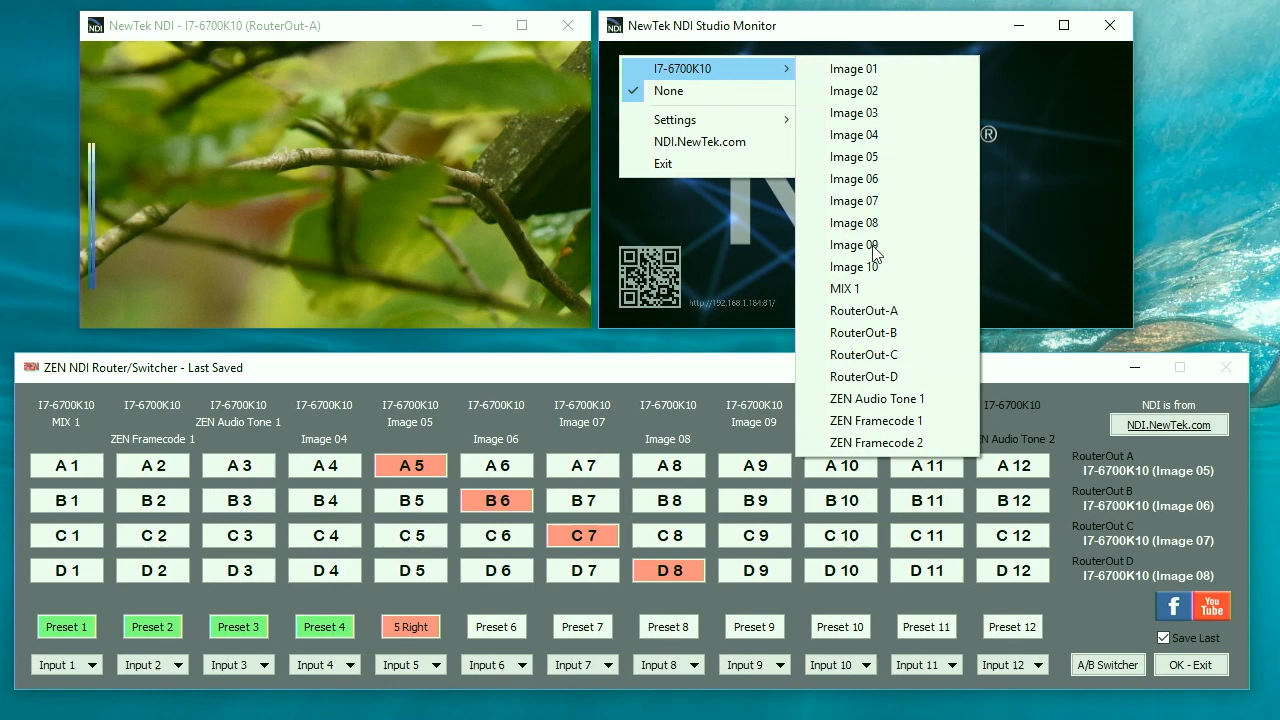 NewTek NDI - I7-6700K10 (RouterOut-A)
NewTek NDI Studio Monitor
I7-6700K10
None
Settings
NDI.NewTek.com
Exit
Image 01
Image 02
Image 03
Image 04
Image 05
Image 06
Image 07
Image 08
Image 09
Image 10
MIX 1
RouterOut-A
RouterOut-B
RouterOut-C
RouterOut-D
ZEN Audio Tone 1
ZEN Framecode 1
ZEN Framecode 2
®
http://192.168.1.184:81/
ZEN NDI Router/Switcher - Last Saved
I7-6700K10 I7-6700K10 I7-6700K10 I7-6700K10 I7-6700K10 I7-6700K10 I7-6700K10 I7-6700K10 I7-6700K10 I7-6700K10 NDI is from
MIX 1 ZEN Audio Tone 1 Image 05 Image 07 Image 09 NDI.NewTek.com
ZEN Framecode 1 Image 04 Image 06 Image 08 Audio Tone 2
A 1 A 2 A 3 A 4 A 5 A 6 A 7 A 8 A 9 A 10 A 11 A 12
RouterOut A
I7-6700K10 (Image 05)
B 1 B 2 B 3 B 4 B 5 B 6 B 7 B 8 B 9 B 10 B 11 B 12
RouterOut B
I7-6700K10 (Image 06)
C 1 C 2 C 3 C 4 C 5 C 6 C 7 C 8 C 9 C 10 C 11 C 12
RouterOut C
I7-6700K10 (Image 07)
D 1 D 2 D 3 D 4 D 5 D 6 D 7 D 8 D 9 D 10 D 11 D 12
RouterOut D
I7-6700K10 (Image 08)
f You Tube
Preset 1 Preset 2 Preset 3 Preset 4 5 Right Preset 6 Preset 7 Preset 8 Preset 9 Preset 10 Preset 11 Preset 12
Save Last
Input 1 Input 2 Input 3 Input 4 Input 5 Input 6 Input 7 Input 8 Input 9 Input 10 Input 11 Input 12 A/B Switcher OK - Exit